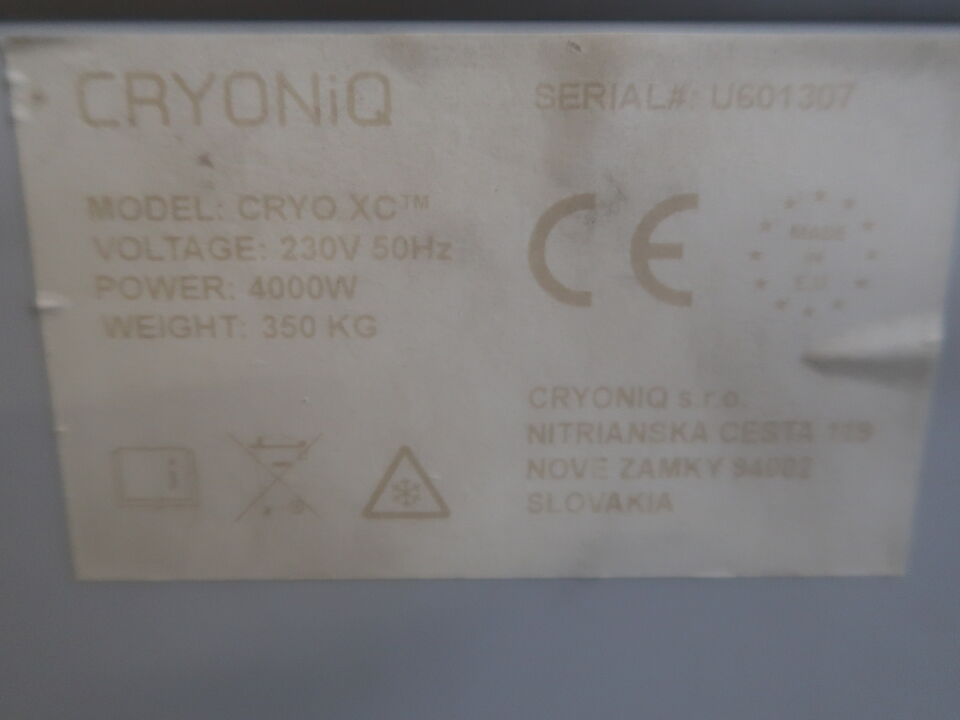 CRYONiQ
SERIAL#: U601307
MODEL: CRYO XC™
VOLTAGE: 230V 50Hz
POWER: 4000W
WEIGHT: 350 KG
CE
MADE
IN
E.U.
CRYONIQ s.r.o.
NITRIANSKA CESTA
NOVE ZAMKY 94002
SLOVAKIA